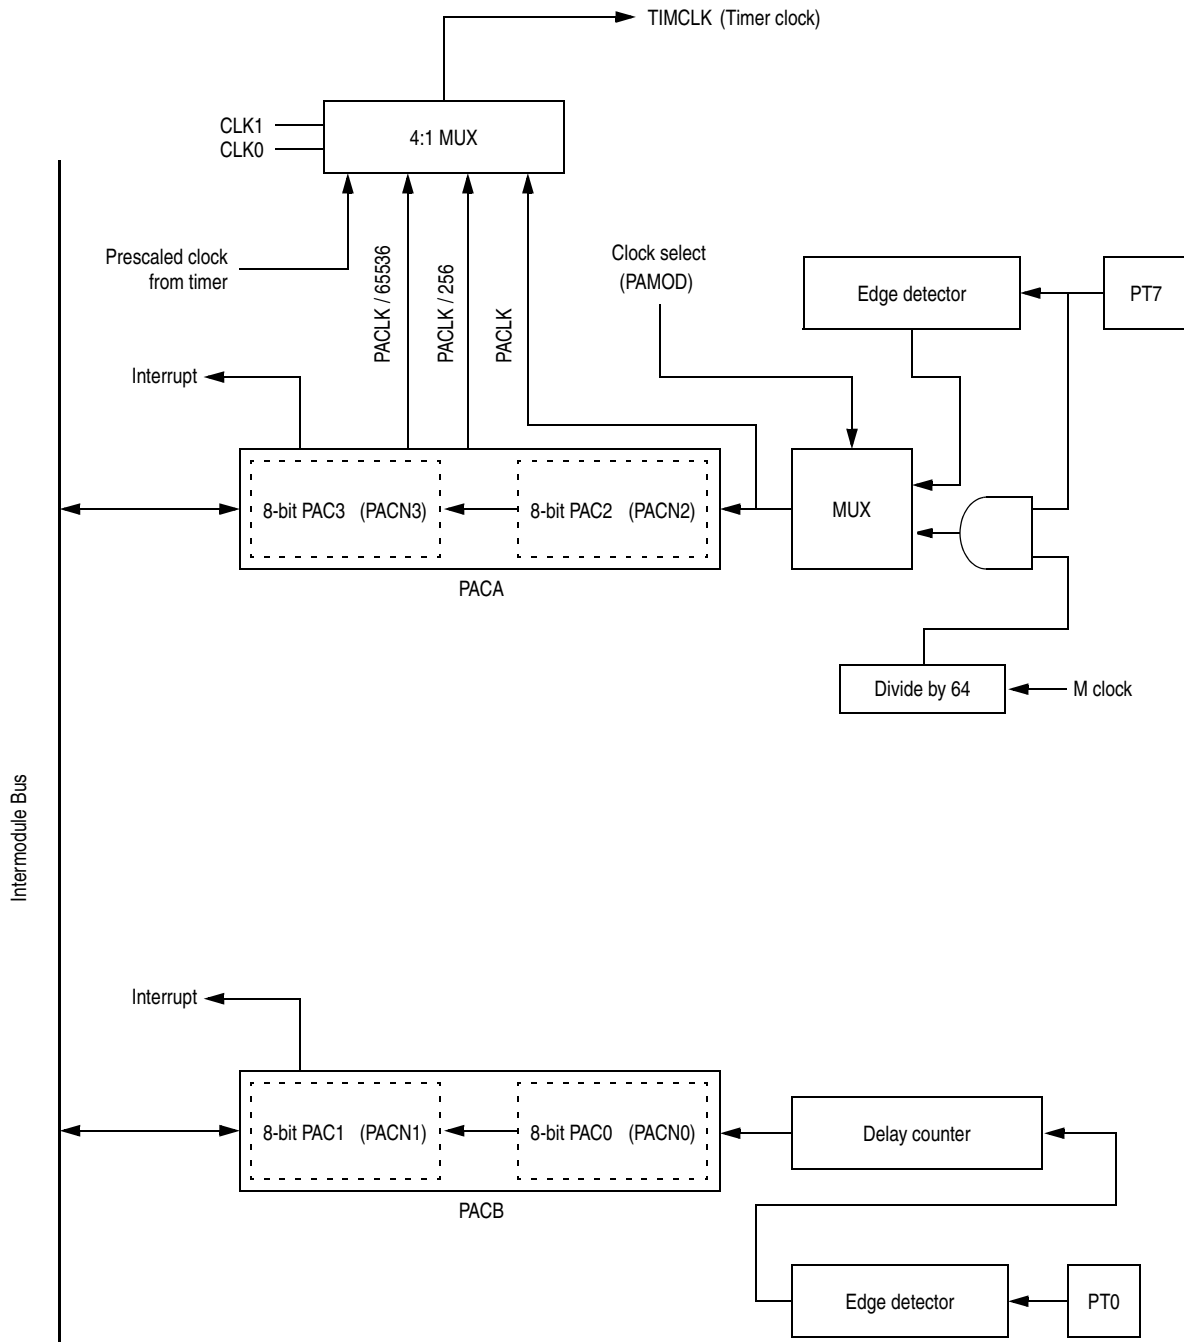 TIMCLK (Timer clock)
CLK1
CLK0
4:1 MUX
Prescaled clock
from timer
PACLK / 65536
PACLK / 256
PACLK
Clock select
(PAMOD)
Edge detector
PT7
Interrupt
8-bit PAC3 (PACN3)
8-bit PAC2 (PACN2)
MUX
PACA
Divide by 64
M clock
Intermodule Bus
Interrupt
8-bit PAC1 (PACN1)
8-bit PAC0 (PACN0)
Delay counter
PACB
Edge detector
PT0